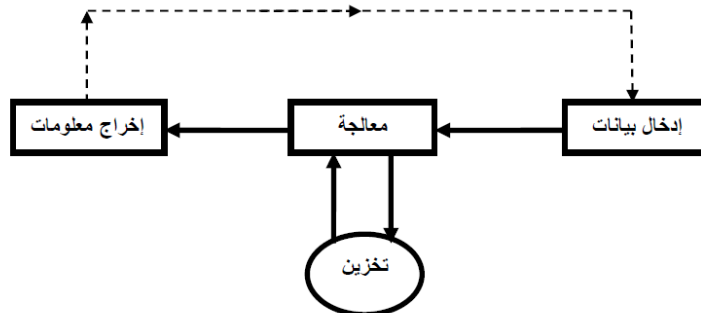 إدخال بيانات
معالجة
إخراج معلومات
تخزين